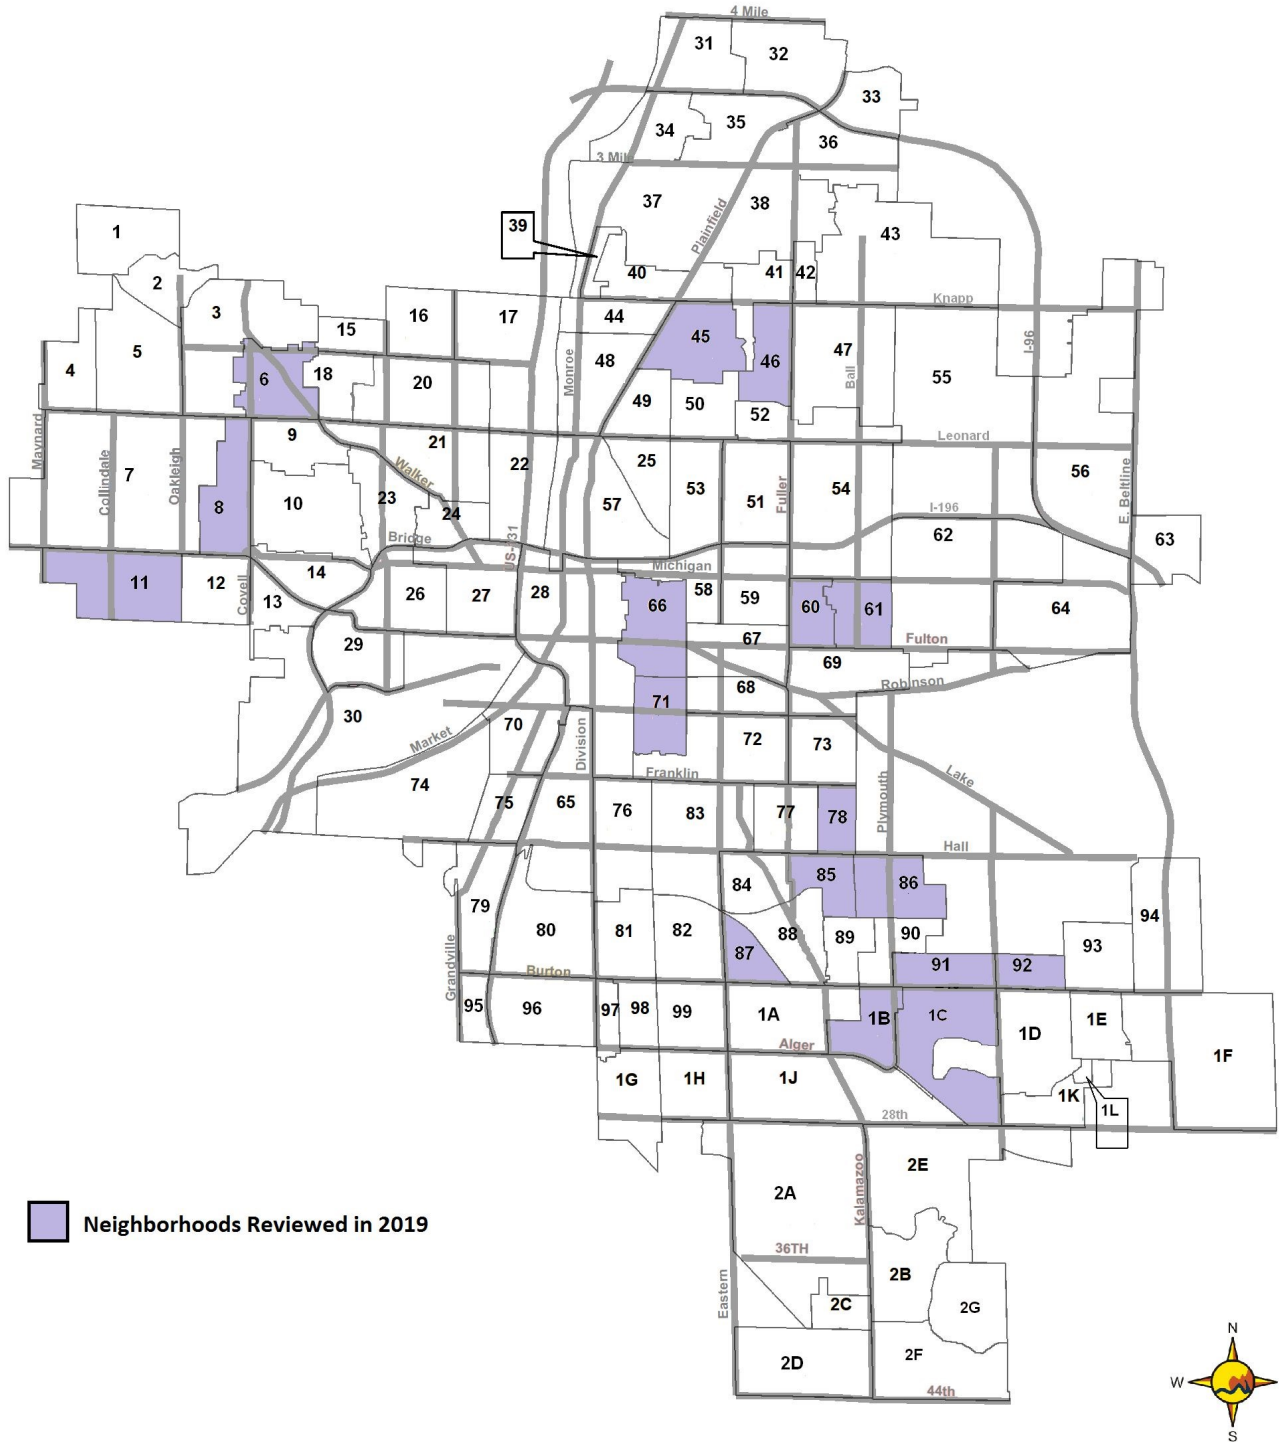 4 Mile
31
32
33
34
35
36
3 Mile
37
38
Plainfield
39
43
1
2
40
41
42
Knapp
3
15
16
17
44
45
46
47
I-96
4
5
6
18
20
Monroe
48
Ball
55
49
50
52
Maynard
Collindale
Oakleigh
7
9
21
Walker
22
25
Leonard
56
E. Beltline
8
10
23
24
57
53
51
Fuller
54
I-196
62
63
Bridge
US-131
Michigan
11
12
Covell
14
13
26
27
28
66
58
59
60
61
64
29
67
Fulton
69
68
Robinson
30
70
Market
Division
71
72
73
74
Franklin
Lake
Plymouth
75
65
76
83
77
78
Hall
84
85
86
79
80
81
82
87
88
89
90
93
94
Grandville
Burton
91
92
95
96
97
98
99
1A
1B
1C
1D
1E
1F
Alger
1G
1H
1J
1K
1L
28th
2E
2A
Kalamazoo
36TH
Eastern
2B
2C
2G
2D
2F
44th
Neighborhoods Reviewed in 2019
N
W
E
S